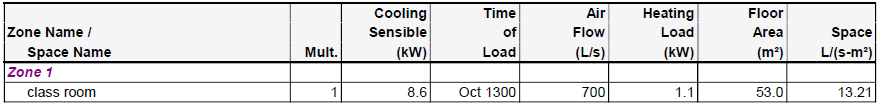 Cooling Time Air Heating Floor
Zone Name / Sensible of Flow Load Area Space
Space Name Mult. (kW) Load (L/s) (kW) (m²) L/(s-m²)
Zone 1
class room 1 8.6 Oct 1300 700 1.1 53.0 13.21